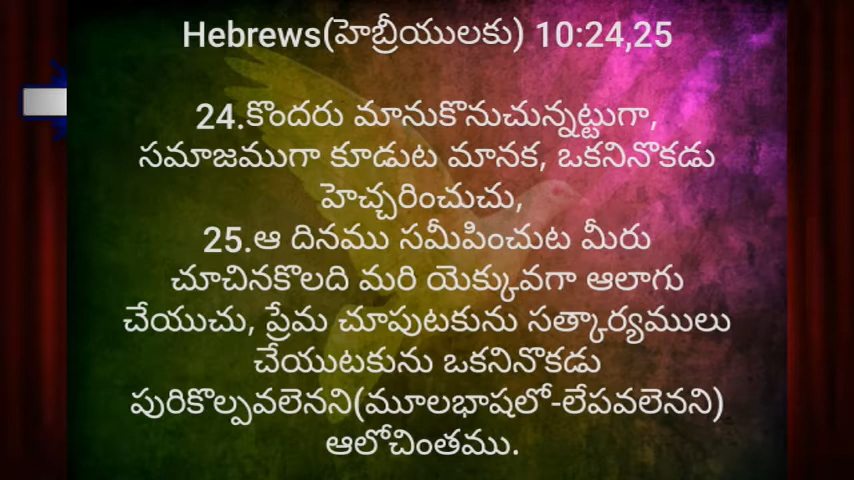 Hebrews(హెబ్రీయులకు) 10:24,25
24.కొందరు మానుకొనుచున్నట్టుగా,
సమాజముగా కూడుట మానక, ఒకనినొకడు
హెచ్చరించుచు,
25.ఆ దినము సమీపించుట మీరు
చూచినకొలది మరి యెక్కువగా ఆలాగు
చేయుచు, ప్రేమ చూపుటకును సత్కార్యములు
చేయుటకును ఒకనినొకడు
పురికొల్పవలెనని(మూలభాషలో-లేపవలెనని)
ఆలోచింతము.